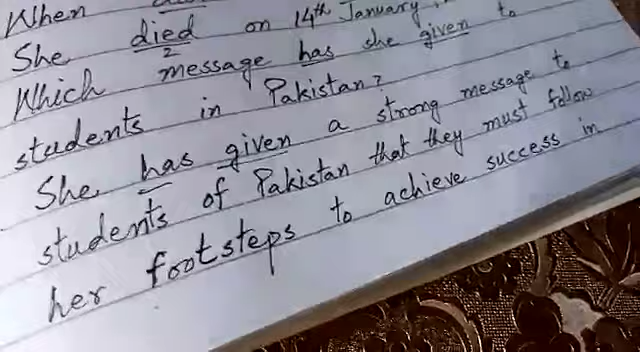 When
She died on 14th January.
2
Which message has she given to
students in Pakistan?
She has given a strong message to
students of Pakistan that they must follow
her footsteps to achieve success in